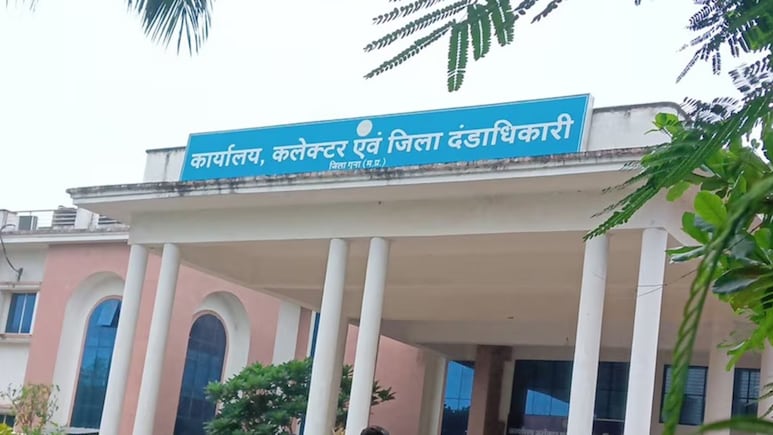 कार्यालय, कलेक्टर एवं जिला दंडाधिकारी
जिला गुना (म.प्र.)